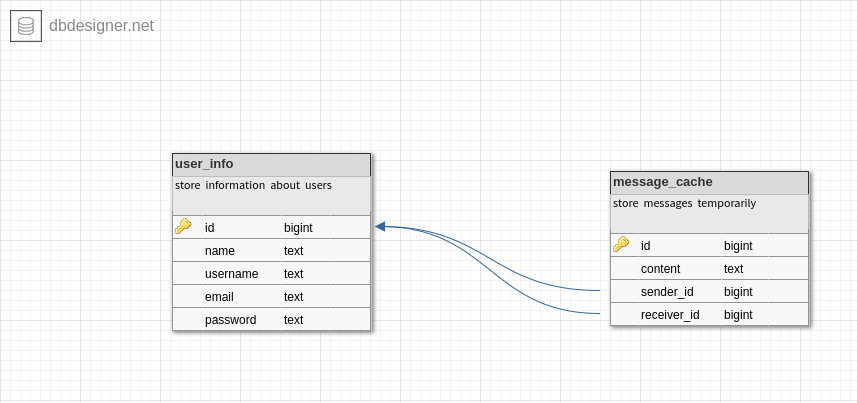 dbdesigner.net
user_info
store information about users
id bigint
name text
username text
email text
password text
message_cache
store messages temporarily
id bigint
content text
sender_id bigint
receiver_id bigint